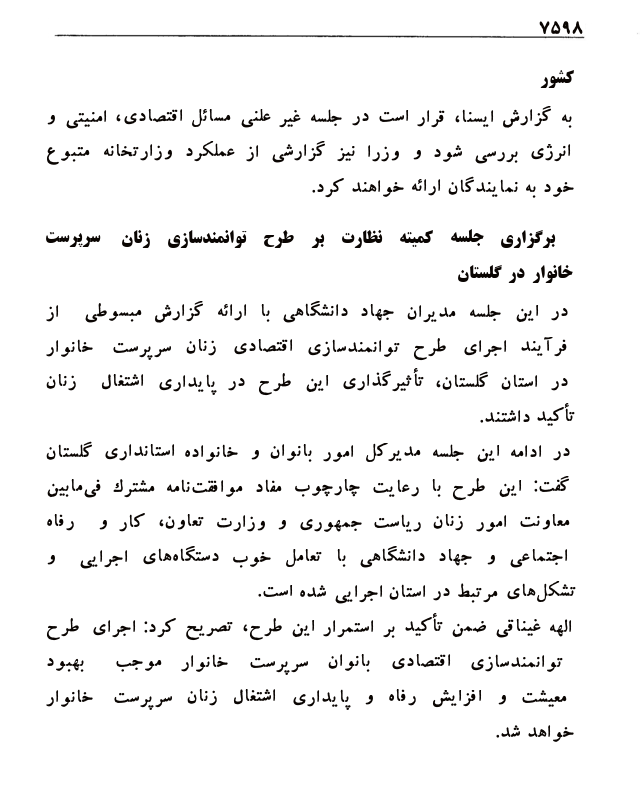 ۷۵۹۸
کشور
به گزارش ایسنا، قرار است در جلسه غیر علنی مسائل اقتصادی، امنیتی و
انرژی بررسی شود و وزرا نیز گزارشی از عملکرد وزارتخانه متبوع
خود به نمایندگان ارائه خواهند کرد.
برگزاری جلسه کمیته نظارت بر طرح توانمندسازی زنان سرپرست
خانوار در گلستان
در این جلسه مدیران جهاد دانشگاهی با ارائه گزارش مبسوطی از
فرآیند اجرای طرح توانمندسازی اقتصادی زنان سرپرست خانوار
در استان گلستان، تأثیرگذاری این طرح در پایداری اشتغال زنان
تأکید داشتند.
در ادامه این جلسه مدیرکل امور بانوان و خانواده استانداری گلستان
گفت: این طرح با رعایت چارچوب مفاد موافقت‌نامه مشترك فی‌مابین
معاونت امور زنان ریاست جمهوری و وزارت تعاون، کار و رفاه
اجتماعی و جهاد دانشگاهی با تعامل خوب دستگاه‌های اجرایی و
تشکل‌های مرتبط در استان اجرایی شده است.
الهه غیناقی ضمن تأکید بر استمرار این طرح، تصریح کرد: اجرای طرح
توانمندسازی اقتصادی بانوان سرپرست خانوار موجب بهبود
معیشت و افزایش رفاه و پایداری اشتغال زنان سرپرست خانوار
خواهد شد.